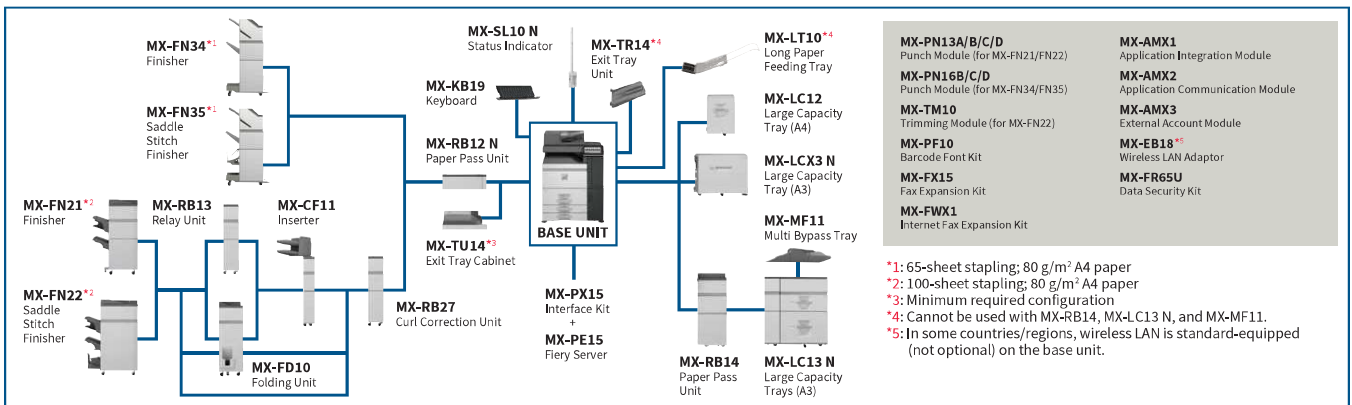 MX-FN34*1
Finisher
MX-FN35*1
Saddle
Stitch
Finisher
MX-FN21*2
Finisher
MX-RB13
Relay Unit
MX-CF11
Inserter
MX-FN22*2
Saddle
Stitch
Finisher
MX-FD10
Folding Unit
MX-RB27
Curl Correction Unit
MX-SL10 N
Status Indicator
MX-KB19
Keyboard
MX-RB12 N
Paper Pass Unit
MX-TU14*3
Exit Tray Cabinet
MX-TR14*4
Exit Tray
Unit
BASE UNIT
MX-PX15
Interface Kit
+
MX-PE15
Fiery Server
MX-LT10*4
Long Paper
Feeding Tray
MX-LC12
Large Capacity
Tray (A4)
MX-LCX3 N
Large Capacity
Tray (A3)
MX-MF11
Multi Bypass Tray
MX-RB14
Paper Pass
Unit
MX-LC13 N
Large Capacity
Trays (A3)
MX-PN13A/B/C/D
Punch Module (for MX-FN21/FN22)
MX-PN16B/C/D
Punch Module (for MX-FN34/FN35)
MX-TM10
Trimming Module (for MX-FN22)
MX-PF10
Barcode Font Kit
MX-FX15
Fax Expansion Kit
MX-FWX1
Internet Fax Expansion Kit
MX-AMX1
Application Integration Module
MX-AMX2
Application Communication Module
MX-AMX3
External Account Module
MX-EB18*5
Wireless LAN Adaptor
MX-FR65U
Data Security Kit
*1: 65-sheet stapling; 80 g/m² A4 paper
*2: 100-sheet stapling; 80 g/m² A4 paper
*3: Minimum required configuration
*4: Cannot be used with MX-RB14, MX-LC13 N, and MX-MF11.
*5: In some countries/regions, wireless LAN is standard-equipped
(not optional) on the base unit.